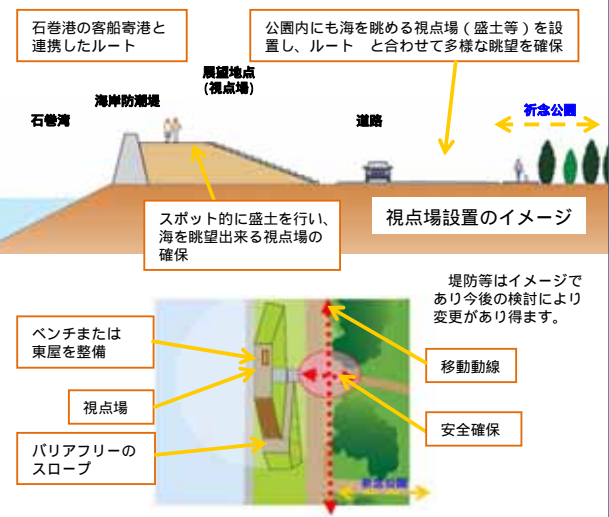 石巻港の客船寄港と
連携したルート
公園内にも海を眺める視点場(盛土等)を設
置し、ルート　と合わせて多様な眺望を確保
展望地点
(視点場)
海岸防潮堤
石巻湾
道路
祈念公園
スポット的に盛土を行い、
海を眺望出来る視点場の
確保
視点場設置のイメージ
堤防等はイメージで
あり今後の検討により
変更があり得ます。
ベンチまたは
東屋を整備
視点場
バリアフリーの
スロープ
移動動線
安全確保
祈念公園